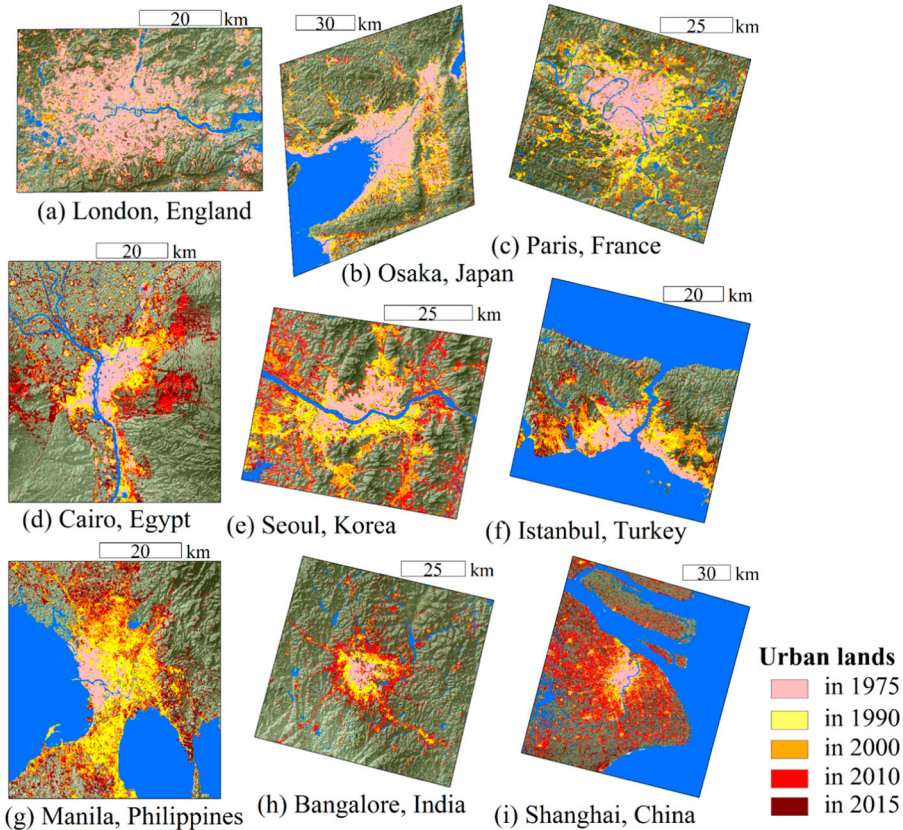 20 km
(a) London, England
30 km
(b) Osaka, Japan
25 km
(c) Paris, France
20 km
(d) Cairo, Egypt
25 km
(e) Seoul, Korea
20 km
(f) Istanbul, Turkey
20 km
(g) Manila, Philippines
25 km
(h) Bangalore, India
30 km
(i) Shanghai, China
Urban lands
in 1975
in 1990
in 2000
in 2010
in 2015